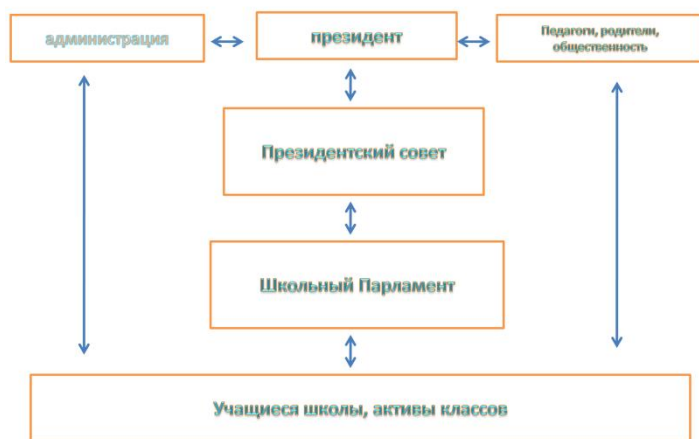 администрация
президент
Педагоги, родители,
общественность
Президентский совет
Школьный Парламент
Учащиеся школы, активы классов